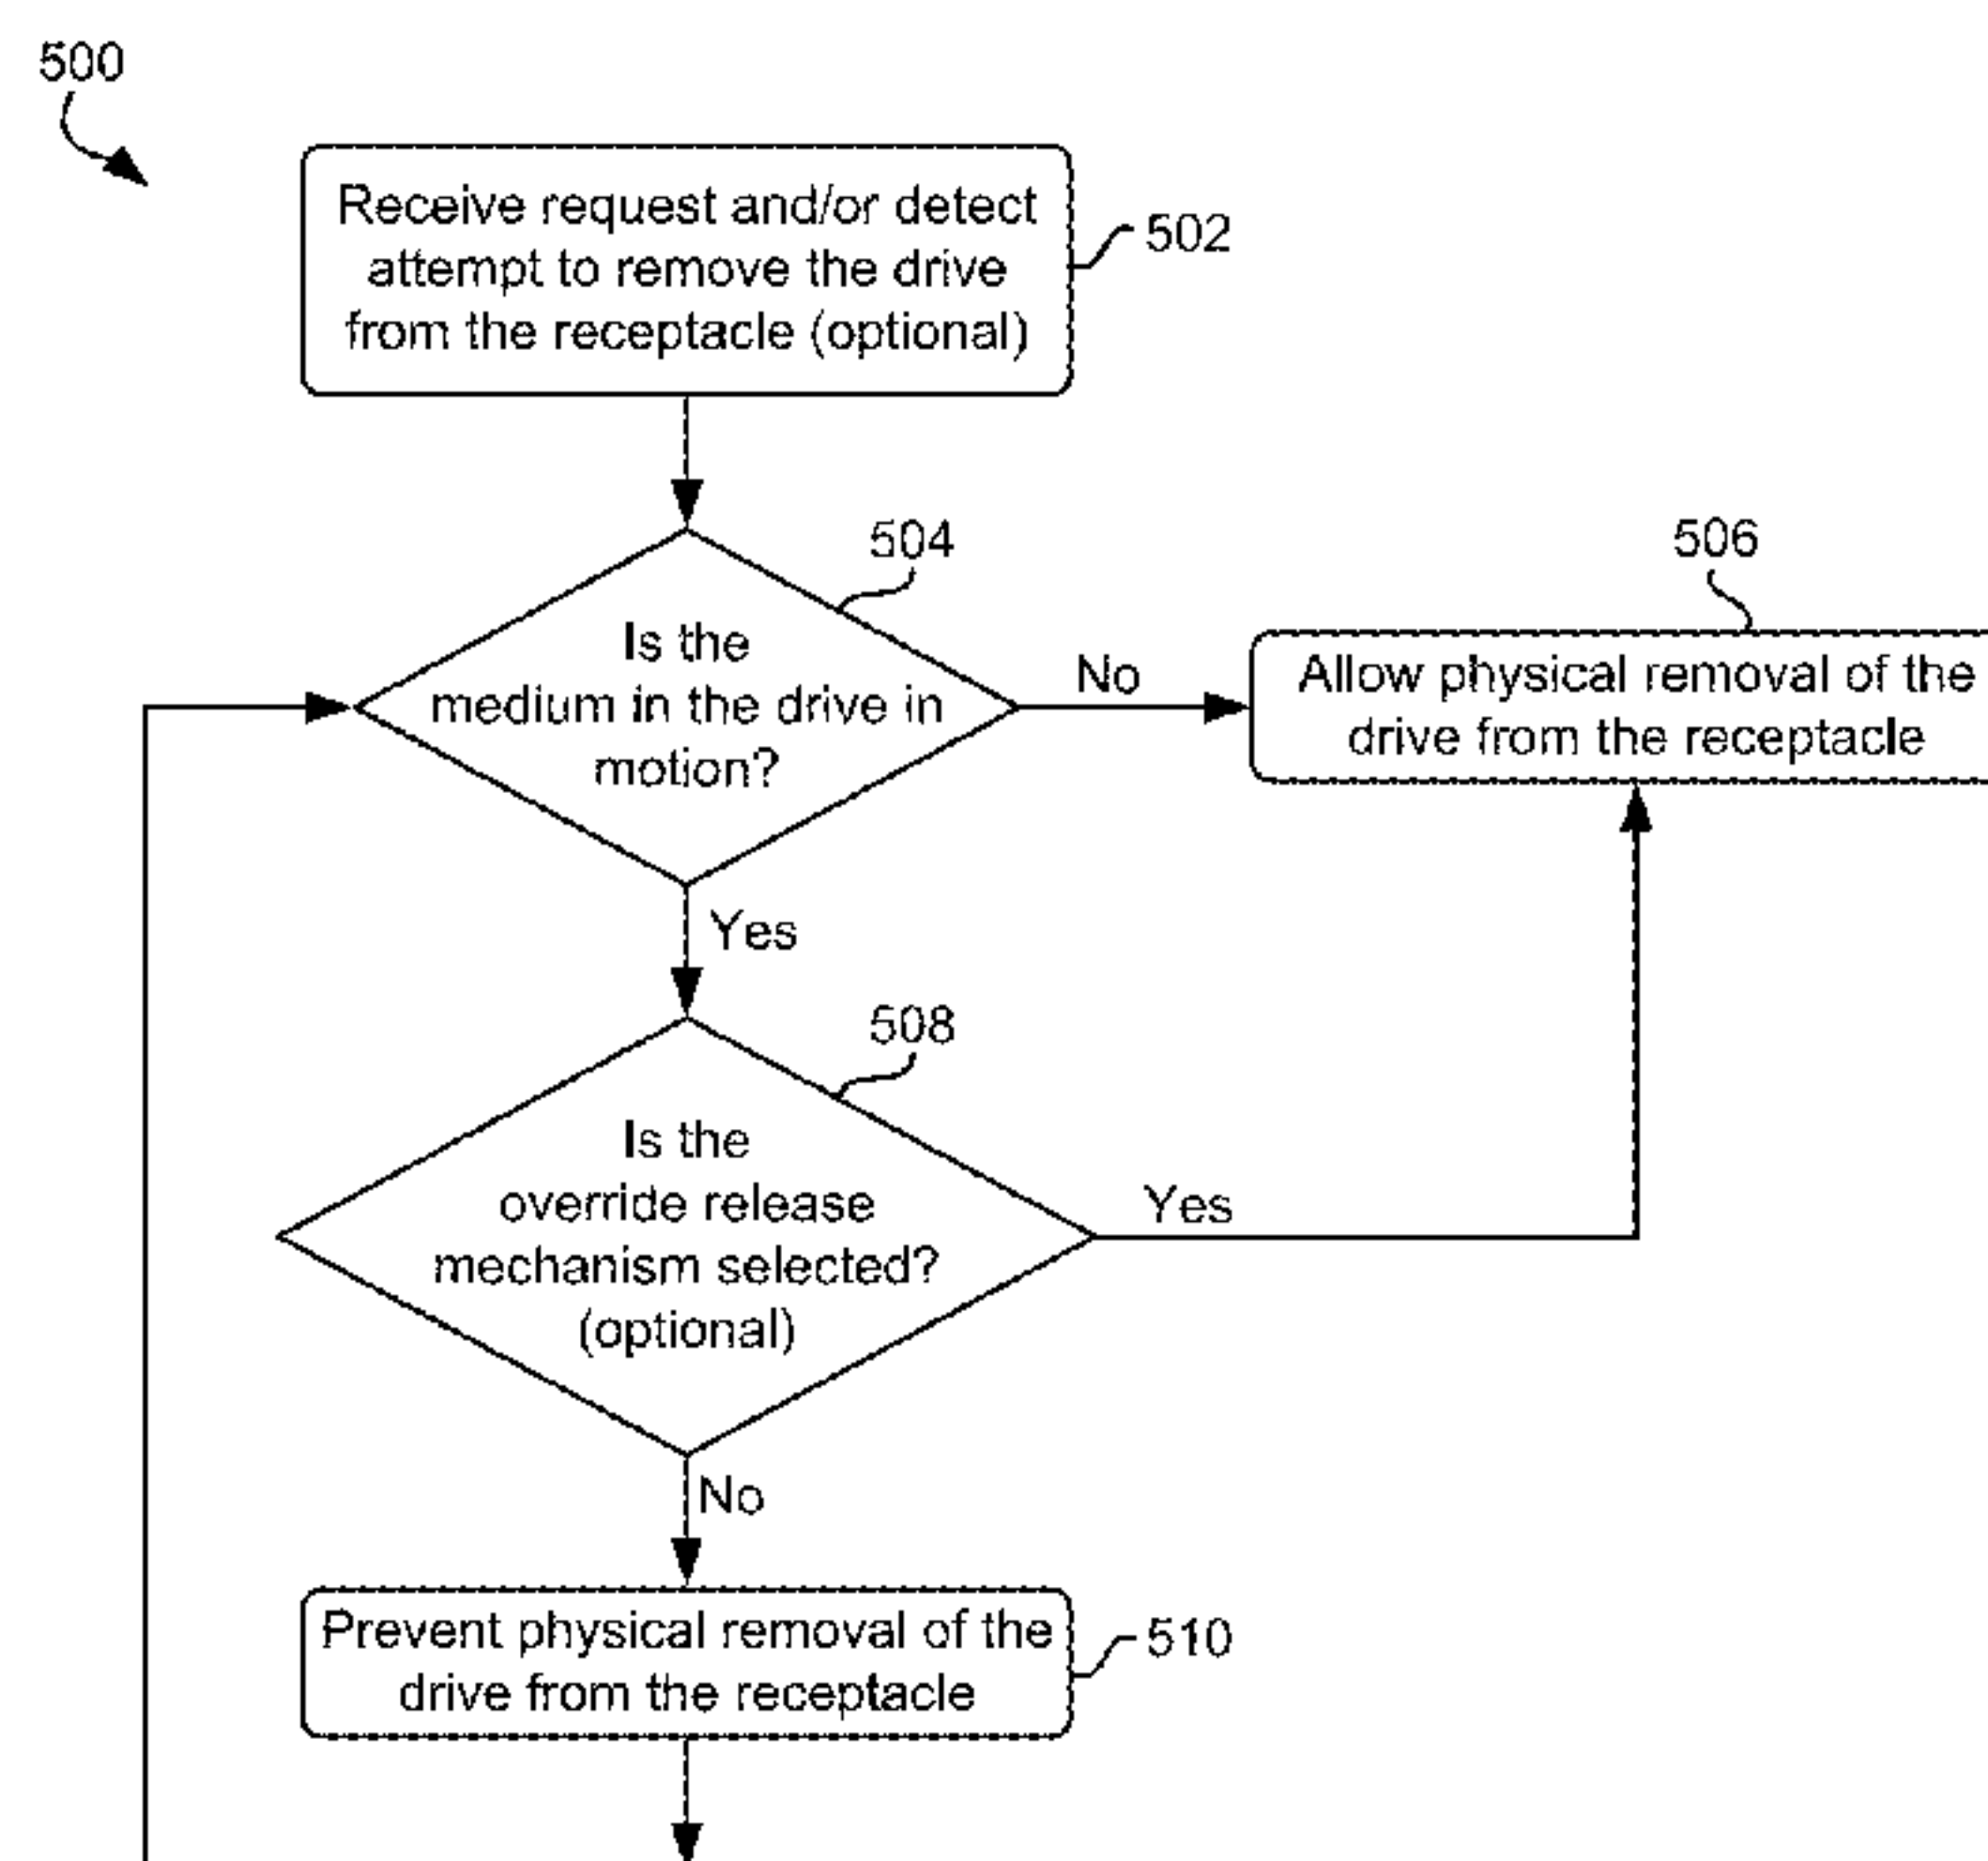 500
Receive request and/or detect
attempt to remove the drive
from the receptacle (optional)
502
504
Is the
medium in the drive in
motion?
No
506
Allow physical removal of the
drive from the receptacle
Yes
508
Is the
override release
mechanism selected?
(optional)
Yes
No
Prevent physical removal of the
drive from the receptacle
510